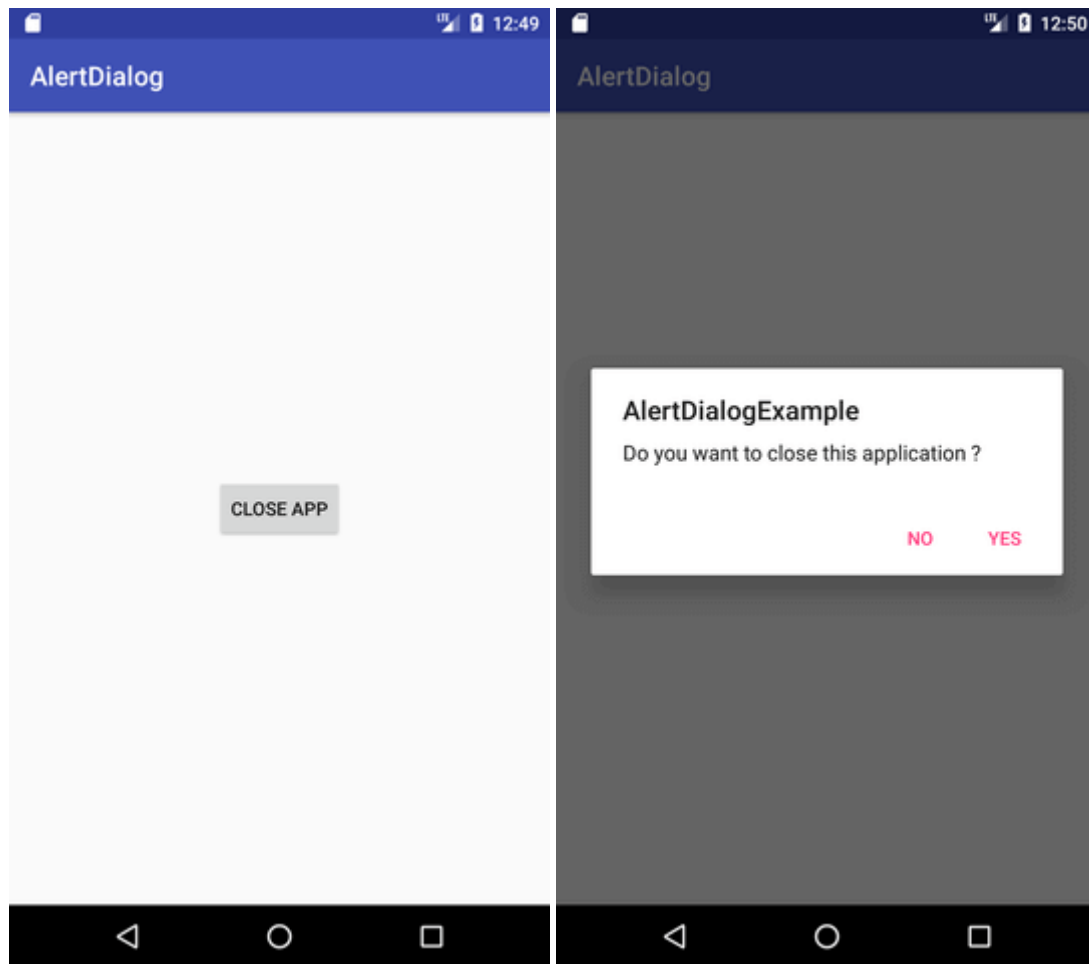 12:49
AlertDialog
CLOSE APP
12:50
AlertDialog
AlertDialogExample
Do you want to close this application ?
NO YES